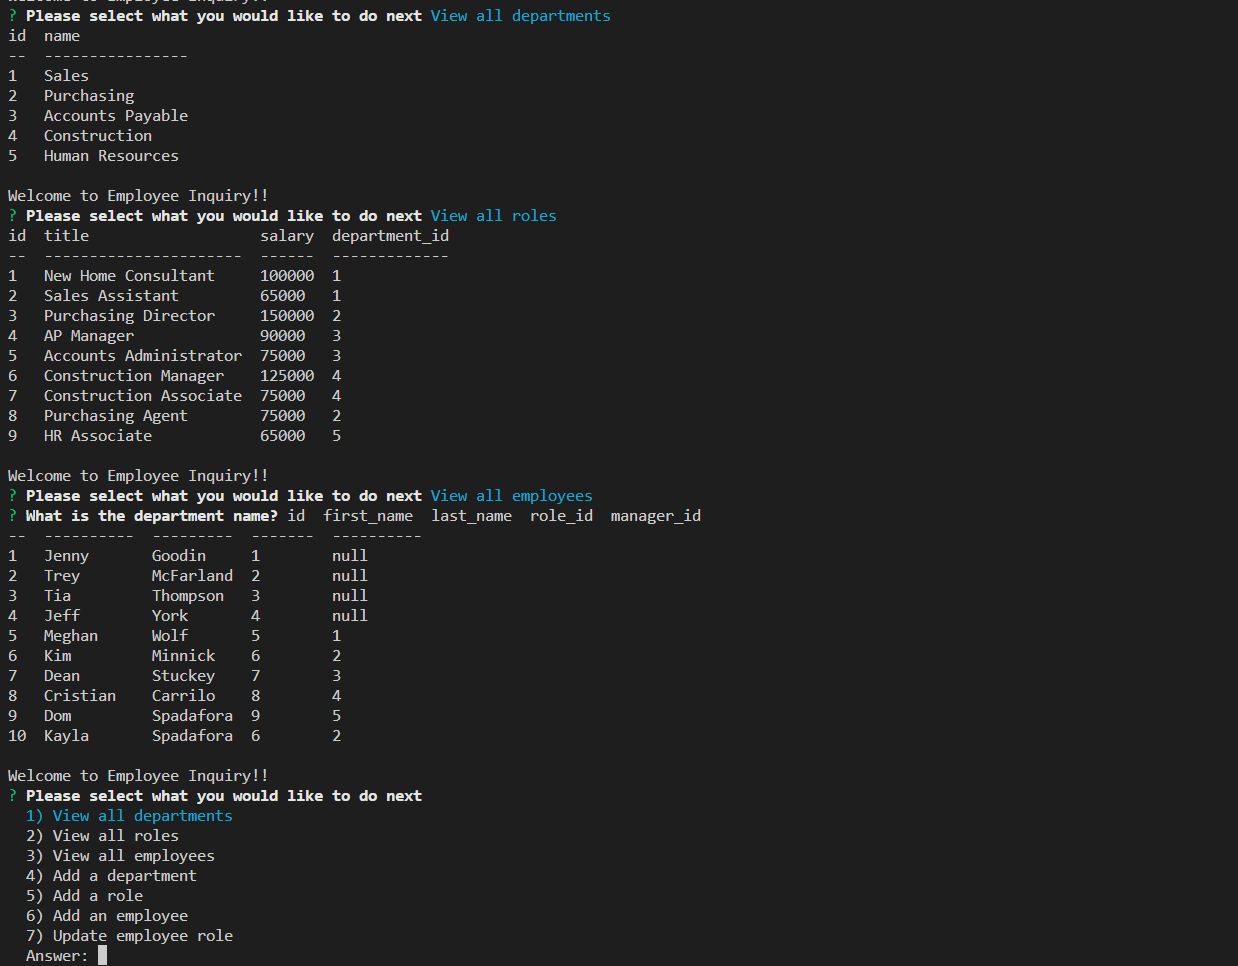 Welcome to Employee Inquiry!!
? Please select what you would like to do next View all departments
id  name
--  ----------------
1   Sales
2   Purchasing
3   Accounts Payable
4   Construction
5   Human Resources

Welcome to Employee Inquiry!!
? Please select what you would like to do next View all roles
id  title                   salary  department_id
--  ----------------------  ------  -------------
1   New Home Consultant     100000  1
2   Sales Assistant         65000   1
3   Purchasing Director     150000  2
4   AP Manager              90000   3
5   Accounts Administrator  75000   3
6   Construction Manager    125000  4
7   Construction Associate  75000   4
8   Purchasing Agent        75000   2
9   HR Associate            65000   5

Welcome to Employee Inquiry!!
? Please select what you would like to do next View all employees
? What is the department name? id  first_name  last_name  role_id  manager_id
--  ----------  ---------  -------  ----------
1   Jenny       Goodin     1        null
2   Trey        McFarland  2        null
3   Tia         Thompson   3        null
4   Jeff        York       4        null
5   Meghan      Wolf       5        1
6   Kim         Minnick    6        2
7   Dean        Stuckey    7        3
8   Cristian    Carrilo    8        4
9   Dom         Spadafora  9        5
10  Kayla       Spadafora  6        2

Welcome to Employee Inquiry!!
? Please select what you would like to do next
  1) View all departments
  2) View all roles
  3) View all employees
  4) Add a department
  5) Add a role
  6) Add an employee
  7) Update employee role
  Answer: